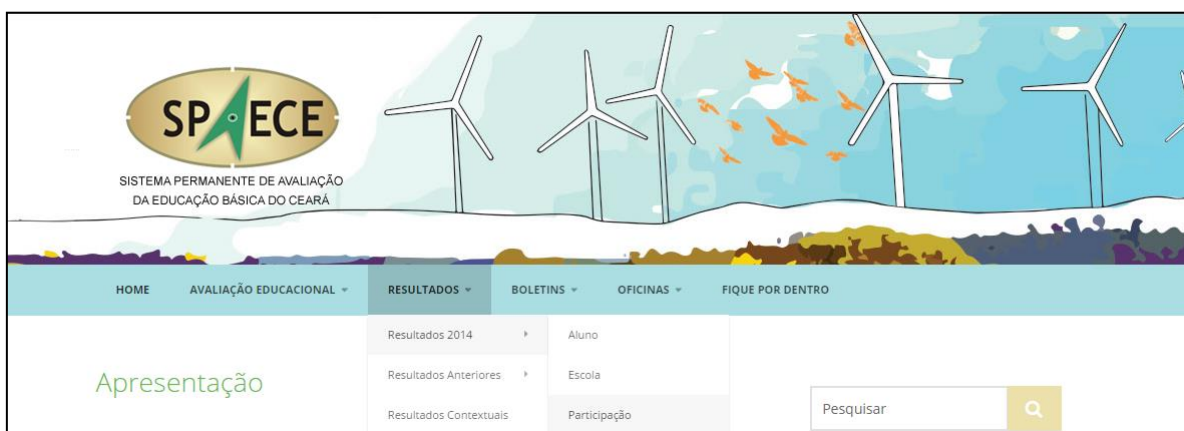 SPAECE
SISTEMA PERMANENTE DE AVALIAÇÃO
DA EDUCAÇÃO BÁSICA DO CEARÁ
HOME AVALIAÇÃO EDUCACIONAL RESULTADOS BOLETINS OFICINAS FIQUE POR DENTRO
Resultados 2014 Aluno
Apresentação
Resultados Anteriores Escola
Resultados Contextuais Participação
Pesquisar